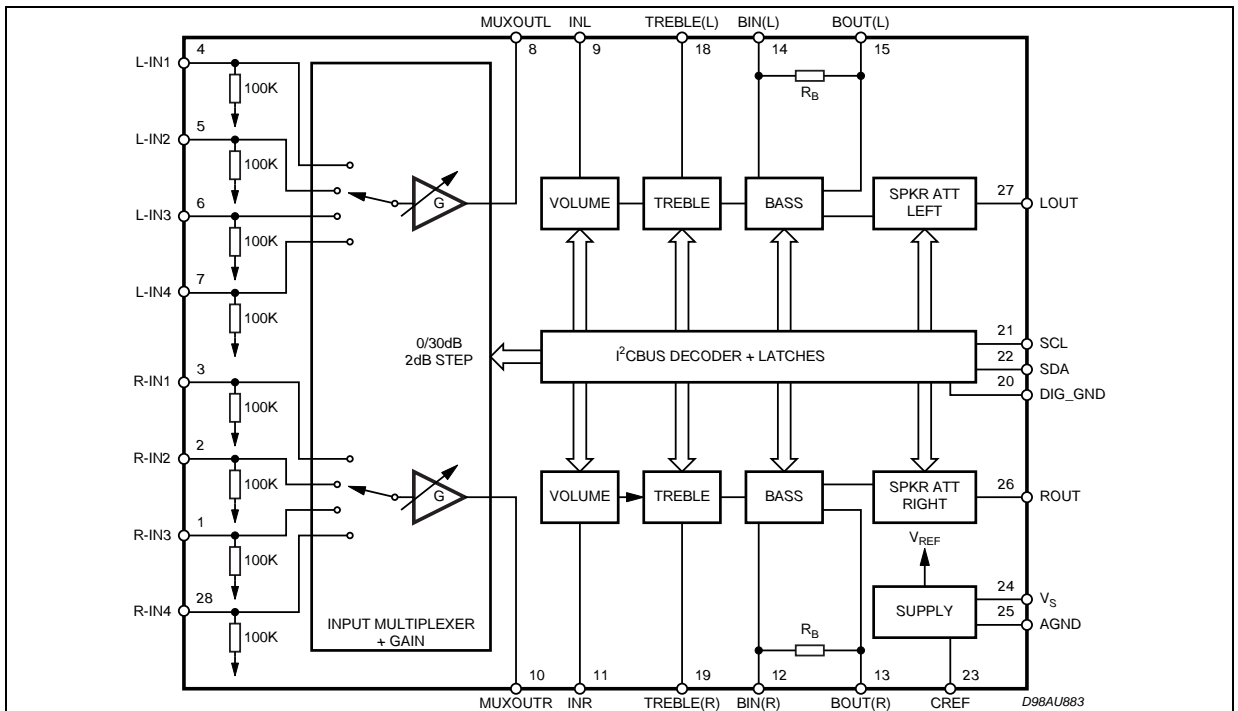 MUXOUTL INL TREBLE(L) BIN(L) BOUT(L)
8 9 18 14 15
4
L-IN1
100K
5
L-IN2
100K
6
L-IN3
100K
7
L-IN4
100K
R_B
G
VOLUME TREBLE BASS SPKR ATT
LEFT
27 LOUT
0/30dB
2dB STEP
I²CBUS DECODER + LATCHES
21 SCL
22 SDA
20 DIG_GND
3
R-IN1
100K
2
R-IN2
100K
1
R-IN3
100K
28
R-IN4
100K
G
VOLUME TREBLE BASS SPKR ATT
RIGHT
26 ROUT
V_REF
SUPPLY
24 V_S
25 AGND
INPUT MULTIPLEXER
+ GAIN
R_B
10 11 19 12 13 23
MUXOUTR INR TREBLE(R) BIN(R) BOUT(R) CREF
D98AU883